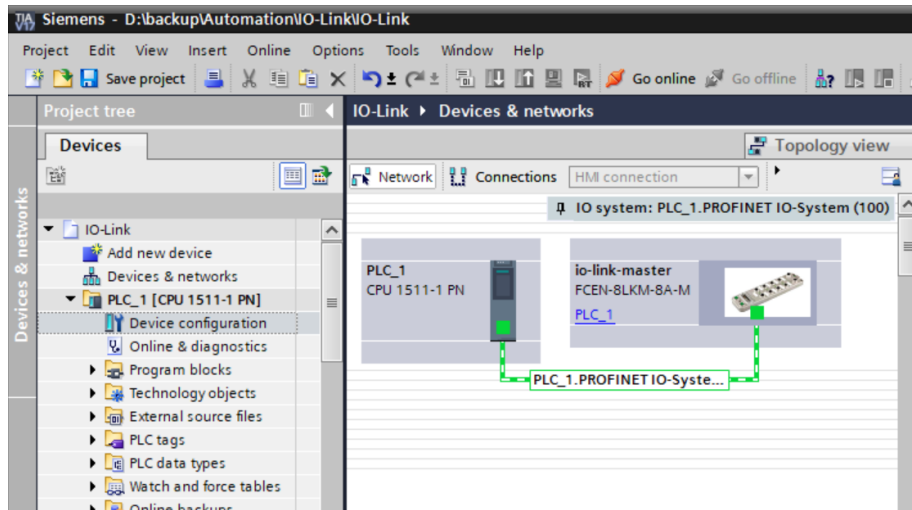 Siemens - D:\backup\Automation\IO-Link\IO-Link
Project Edit View Insert Online Options Tools Window Help
Save project Go online Go offline
Project tree
IO-Link Devices & networks
Devices
Topology view
Network Connections HMI connection
IO system: PLC_1.PROFINET IO-System (100)
Devices & networks
IO-Link
Add new device
Devices & networks
PLC_1 [CPU 1511-1 PN]
Device configuration
Online & diagnostics
Program blocks
Technology objects
External source files
PLC tags
PLC data types
Watch and force tables
Online backups
PLC_1
CPU 1511-1 PN
io-link-master
FCEN-8LKM-8A-M
PLC_1
PLC_1.PROFINET IO-Syste...